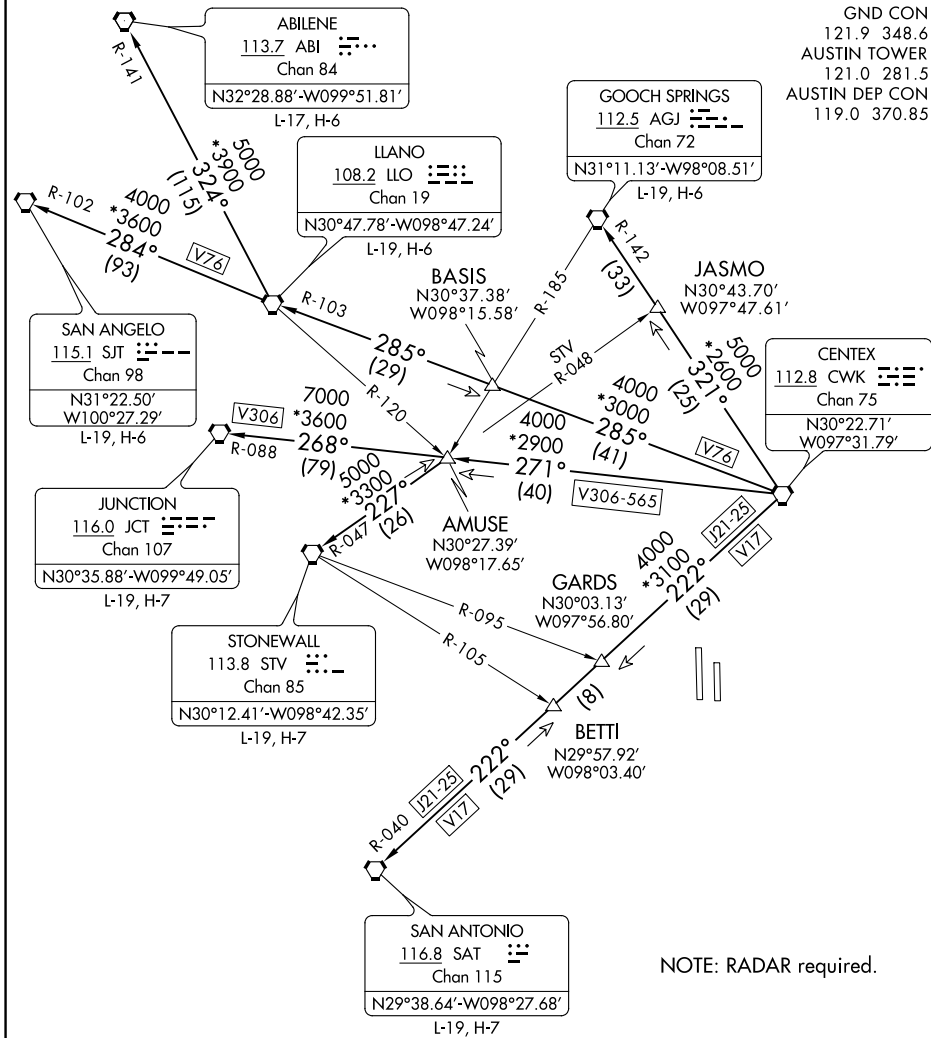 GND CON
121.9 348.6
AUSTIN TOWER
121.0 281.5
AUSTIN DEP CON
119.0 370.85
ABILENE
113.7 ABI
Chan 84
N32°28.88′-W099°51.81′
L-17, H-6
GOOCH SPRINGS
112.5 AGJ
Chan 72
N31°11.13′-W98°08.51′
L-19, H-6
LLANO
108.2 LLO
Chan 19
N30°47.78′-W098°47.24′
L-19, H-6
R-141
5000
*3900
324°
(115)
R-102
4000
*3600
284°
(93)
V76
SAN ANGELO
115.1 SJT
Chan 98
N31°22.50′
W100°27.29′
L-19, H-6
BASIS
N30°37.38′
W098°15.58′
R-103
285°
(29)
R-120
R-185
R-142
(33)
JASMO
N30°43.70′
W097°47.61′
STV
R-048
5000
*2600
321°
(25)
CENTEX
112.8 CWK
Chan 75
N30°22.71′
W097°31.79′
4000
*3000
285°
(41)
V76
4000
*2900
271°
(40)
V306-565
7000
*3600
268°
(79)
V306
R-088
JUNCTION
116.0 JCT
Chan 107
N30°35.88′-W099°49.05′
L-19, H-7
5000
*3300
227°
(26)
R-047
AMUSE
N30°27.39′
W098°17.65′
STONEWALL
113.8 STV
Chan 85
N30°12.41′-W098°42.35′
L-19, H-7
R-095
R-105
GARDS
N30°03.13′
W097°56.80′
J21-25
V17
4000
*3100
222°
(29)
(8)
BETTI
N29°57.92′
W098°03.40′
222°
(29)
J21-25
V17
R-040
SAN ANTONIO
116.8 SAT
Chan 115
N29°38.64′-W098°27.68′
L-19, H-7
NOTE: RADAR required.